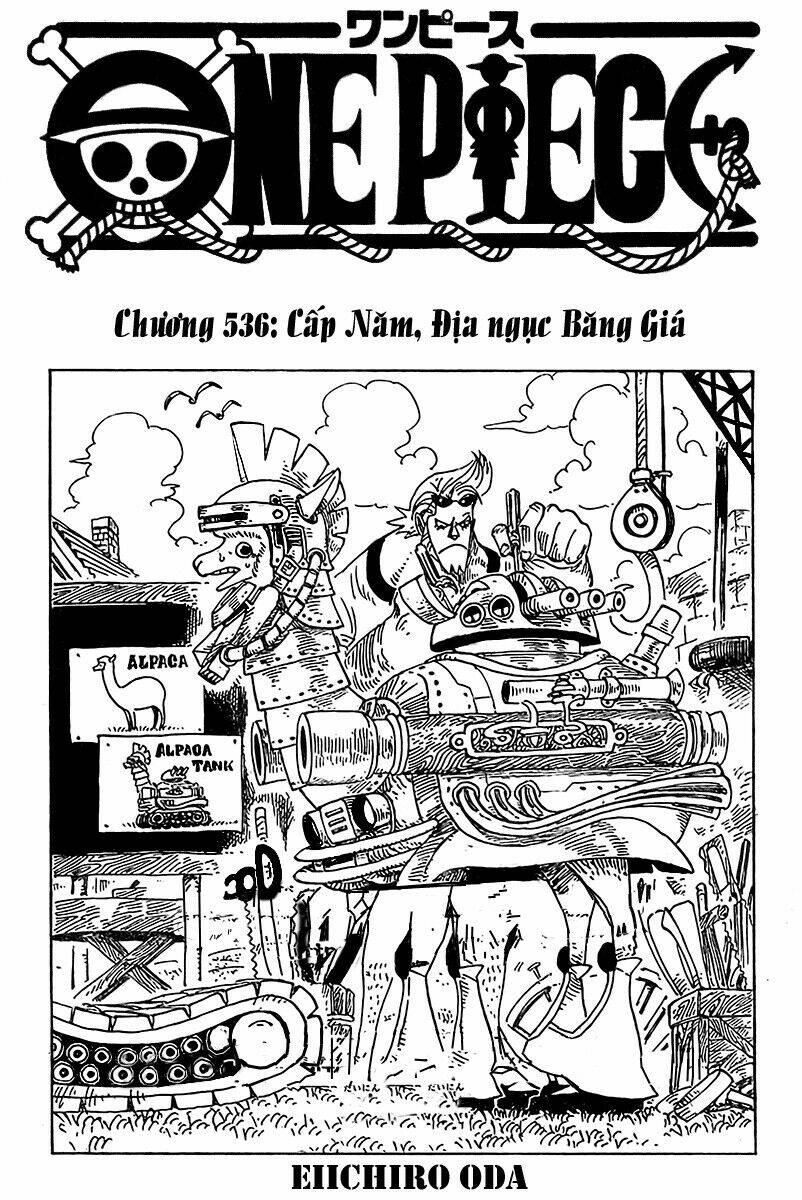 ワンピース
ONE PIECE
Chương 536: Cấp Năm, Địa ngục Băng Giá
ALPACA
ALPACA
TANK
EIICHIRO ODA